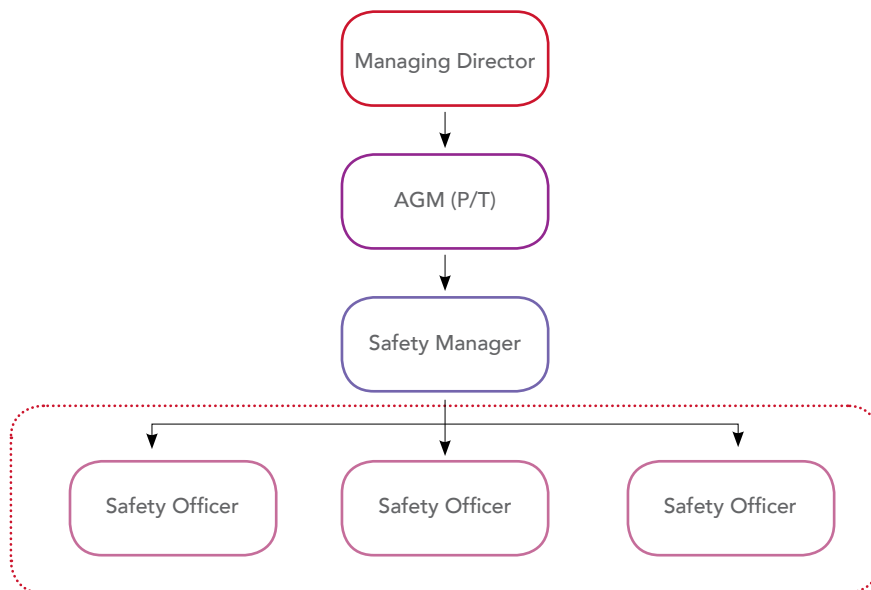 Managing Director
AGM (P/T)
Safety Manager
Safety Officer
Safety Officer
Safety Officer